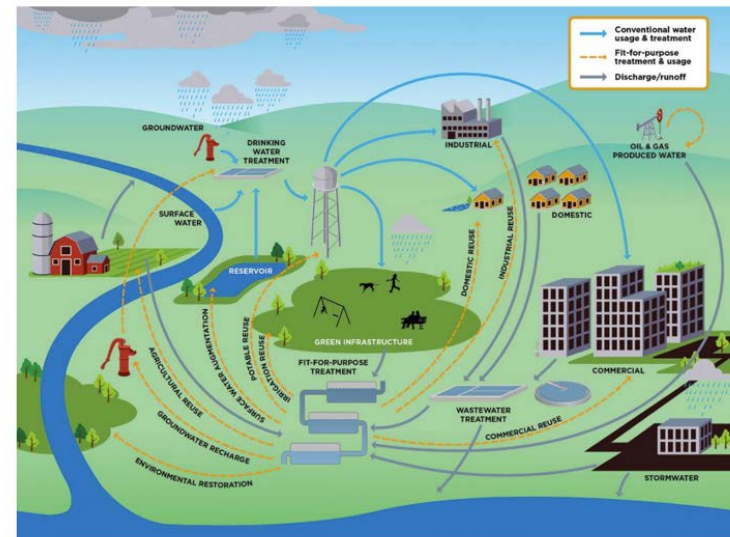 Conventional water
usage & treatment
Fit-for-purpose
treatment & usage
Discharge/runoff
GROUNDWATER
DRINKING
WATER
TREATMENT
INDUSTRIAL
OIL & GAS
PRODUCED WATER
SURFACE
WATER
DOMESTIC
RESERVOIR
GREEN INFRASTRUCTURE
FIT-FOR-PURPOSE
TREATMENT
DOMESTIC REUSE
INDUSTRIAL REUSE
COMMERCIAL
WASTEWATER
TREATMENT
COMMERCIAL REUSE
STORMWATER
IRRIGATION REUSE
POTABLE REUSE
SURFACE WATER AUGMENTATION
AGRICULTURAL REUSE
GROUNDWATER RECHARGE
ENVIRONMENTAL RESTORATION